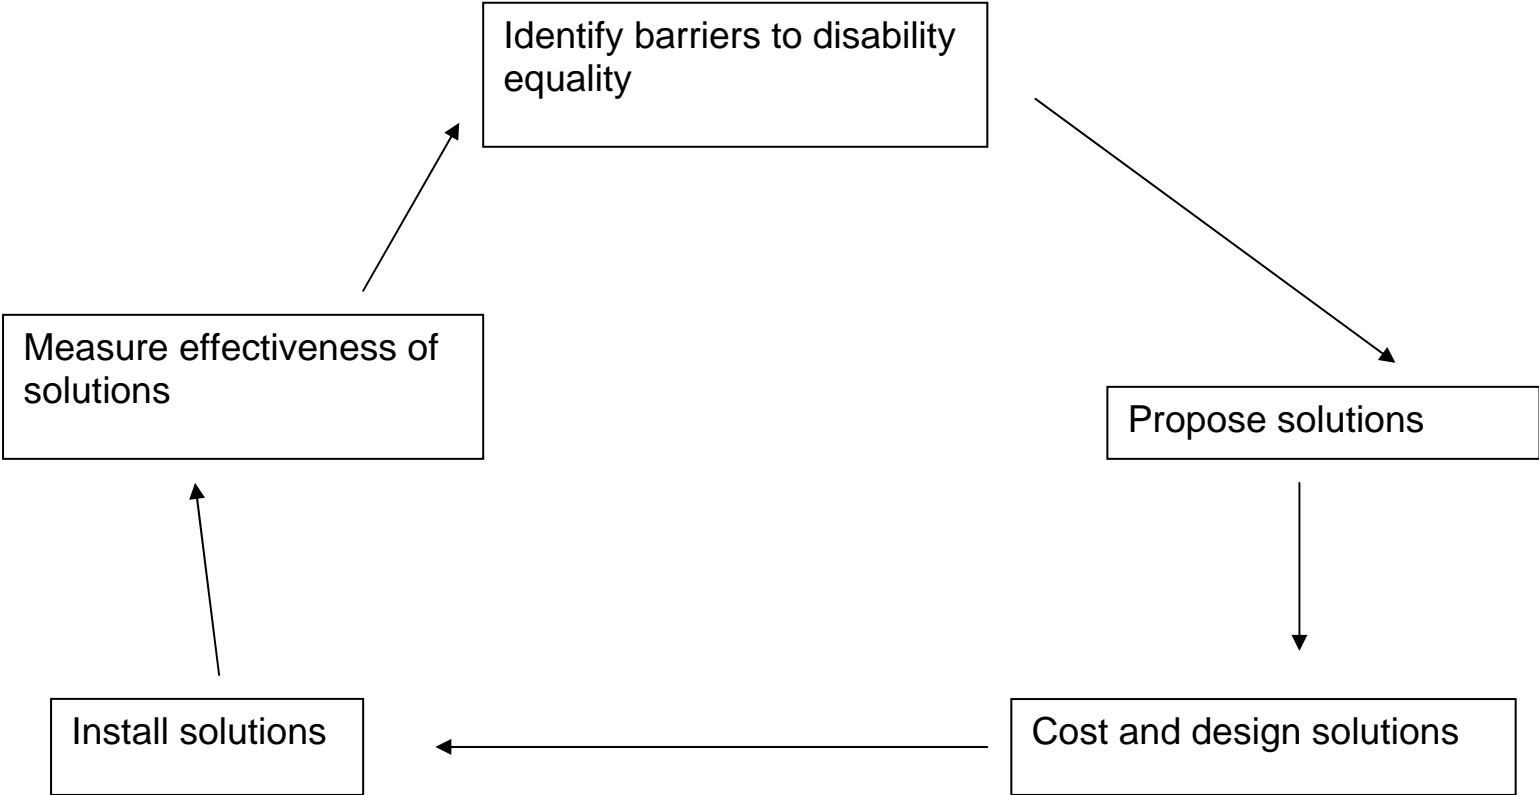 Identify barriers to disability
equality
Measure effectiveness of
solutions
Propose solutions
Install solutions
Cost and design solutions